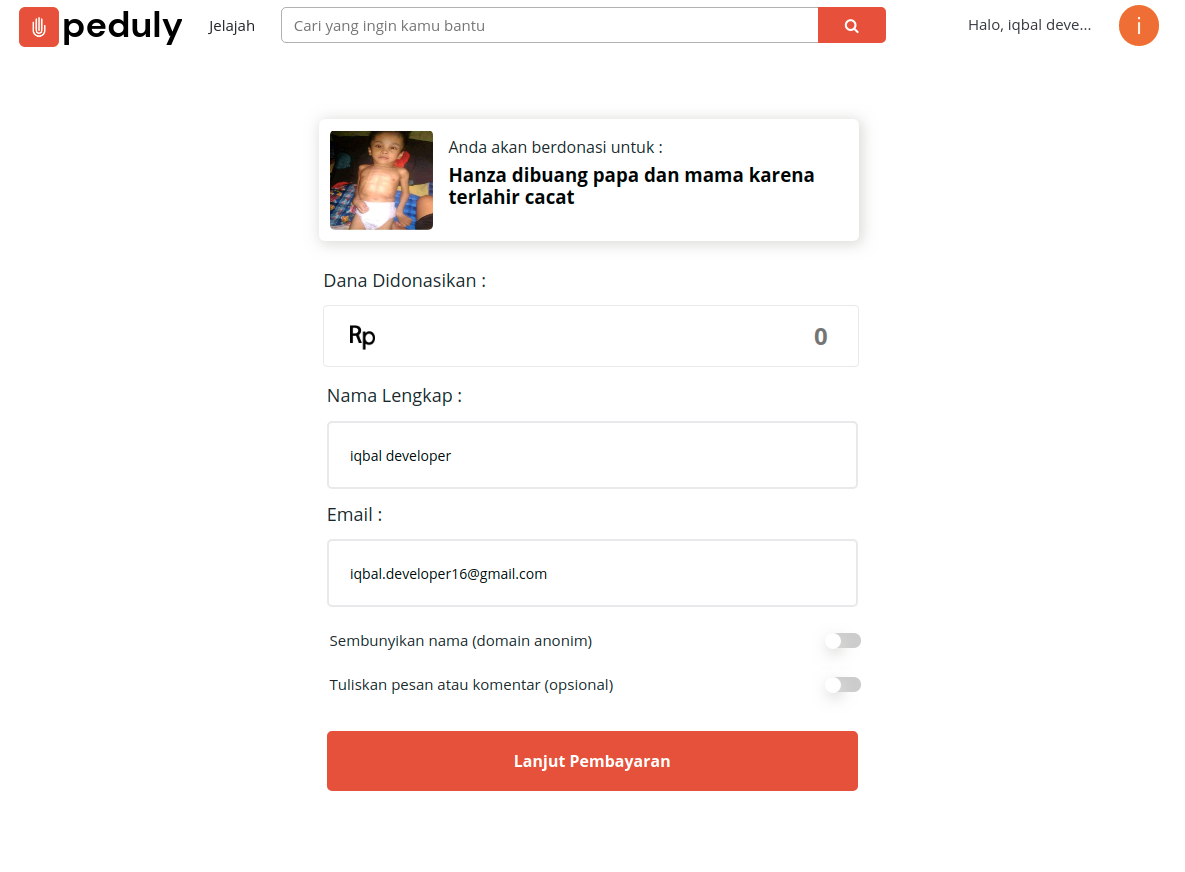 peduly
Jelajah
Cari yang ingin kamu bantu
Halo, iqbal deve...
i
Anda akan berdonasi untuk :
Hanza dibuang papa dan mama karena
terlahir cacat
Dana Didonasikan :
Rp 0
Nama Lengkap :
iqbal developer
Email :
iqbal.developer16@gmail.com
Sembunyikan nama (domain anonim)
Tuliskan pesan atau komentar (opsional)
Lanjut Pembayaran